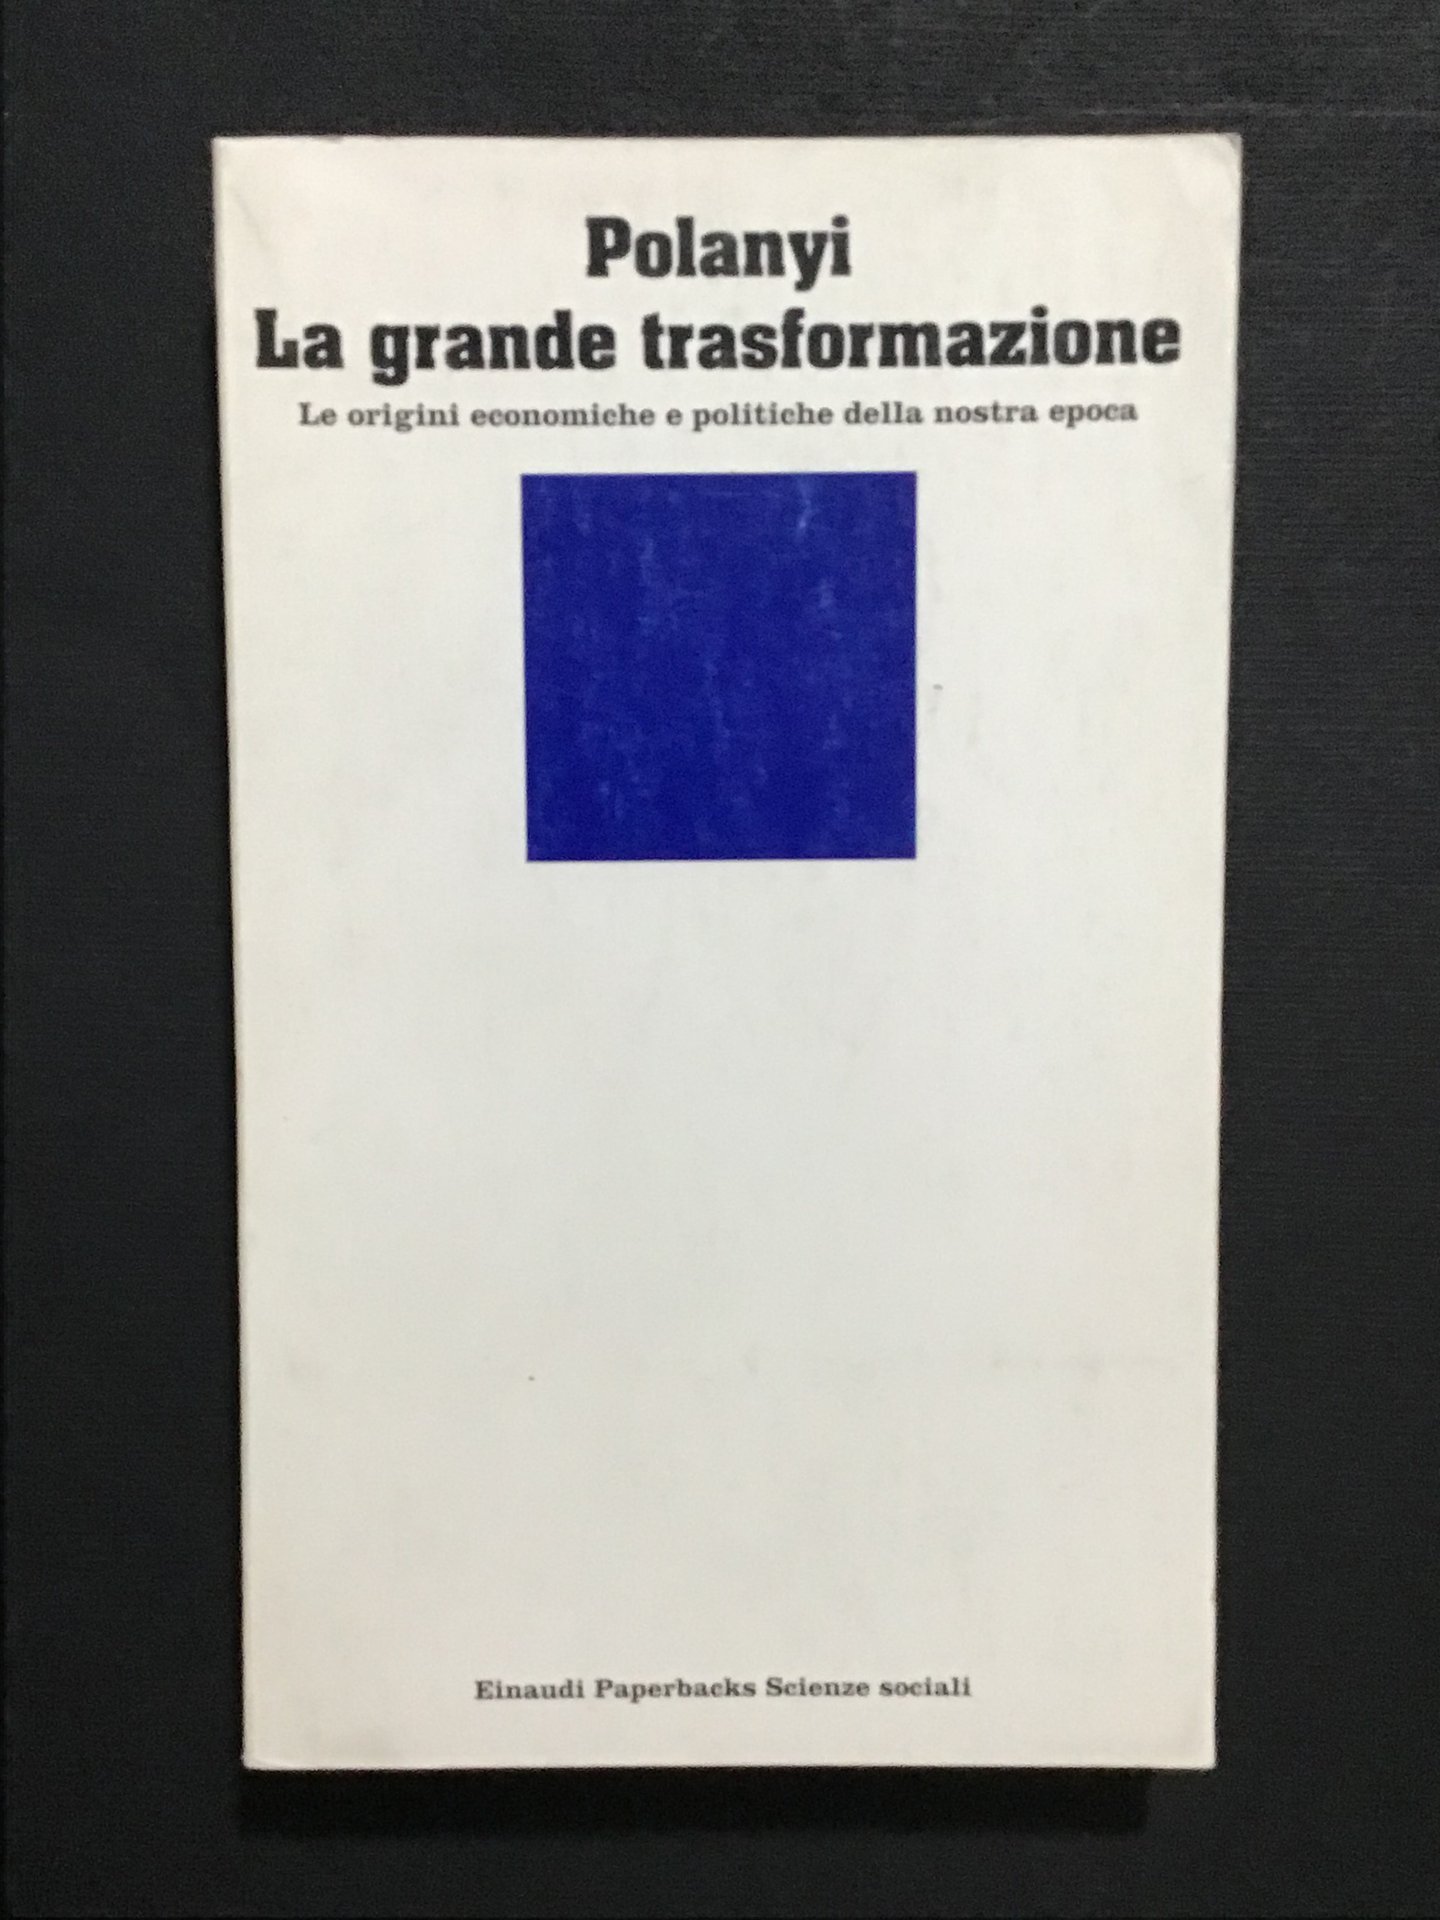 Polanyi
La grande trasformazione
Le origini economiche e politiche della nostra epoca
Einaudi Paperbacks Scienze sociali